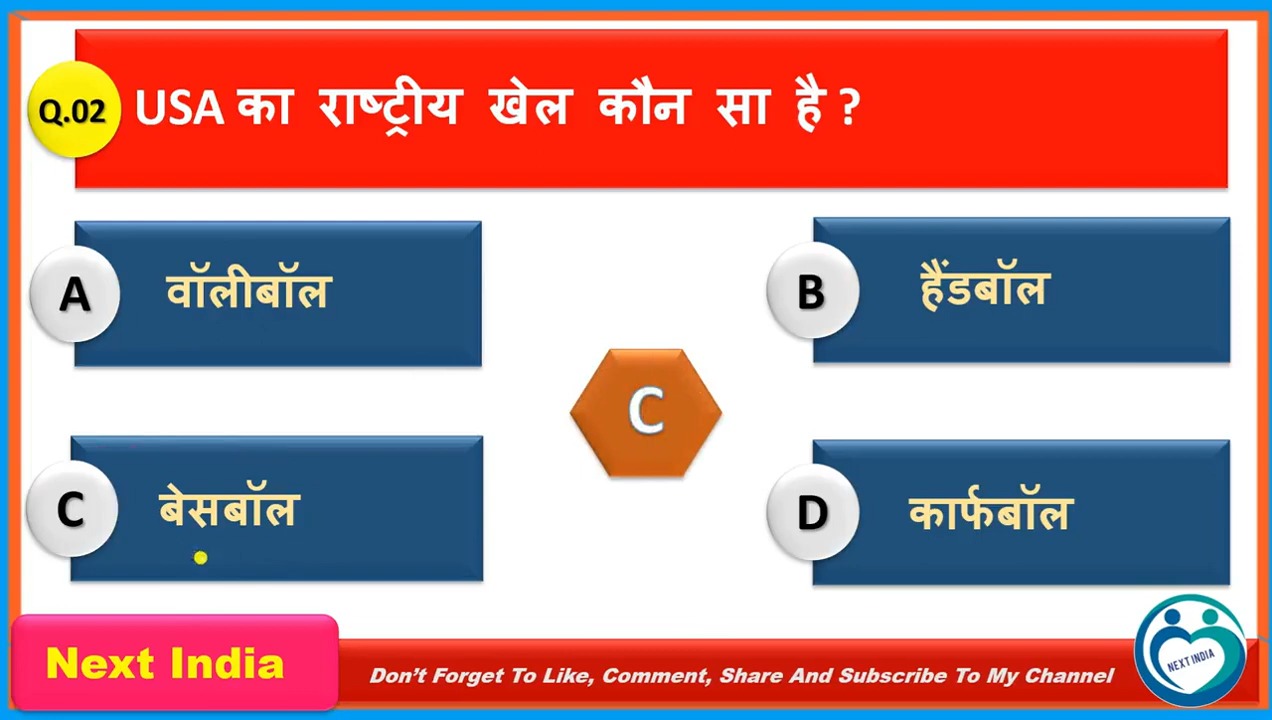 Q.02 USA का राष्ट्रीय खेल कौन सा है ?
A वॉलीबॉल
B हैंडबॉल
C
C बेसबॉल
D कार्फबॉल
Next India
Don't Forget To Like, Comment, Share And Subscribe To My Channel
NEXT INDIA